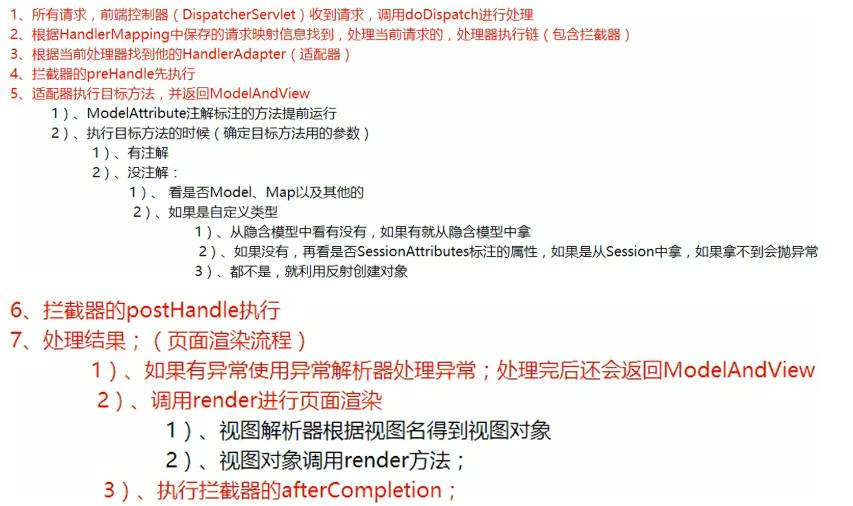 1、所有请求，前端控制器（DispatcherServlet）收到请求，调用doDispatch进行处理
2、根据HandlerMapping中保存的请求映射信息找到，处理当前请求的，处理器执行链（包含拦截器）
3、根据当前处理器找到他的HandlerAdapter（适配器）
4、拦截器的preHandle先执行
5、适配器执行目标方法，并返回ModelAndView
1）、ModelAttribute注解标注的方法提前运行
2）、执行目标方法的时候（确定目标方法用的参数）
1）、有注解
2）、没注解：
1）、 看是否Model、Map以及其他的
2）、如果是自定义类型
1）、从隐含模型中看有没有，如果有就从隐含模型中拿
2）、如果没有，再看是否SessionAttributes标注的属性，如果是从Session中拿，如果拿不到会抛异常
3）、都不是，就利用反射创建对象
6、拦截器的postHandle执行
7、处理结果；（页面渲染流程）
1）、如果有异常使用异常解析器处理异常；处理完后还会返回ModelAndView
2）、调用render进行页面渲染
1）、视图解析器根据视图名得到视图对象
2）、视图对象调用render方法；
3）、执行拦截器的afterCompletion；